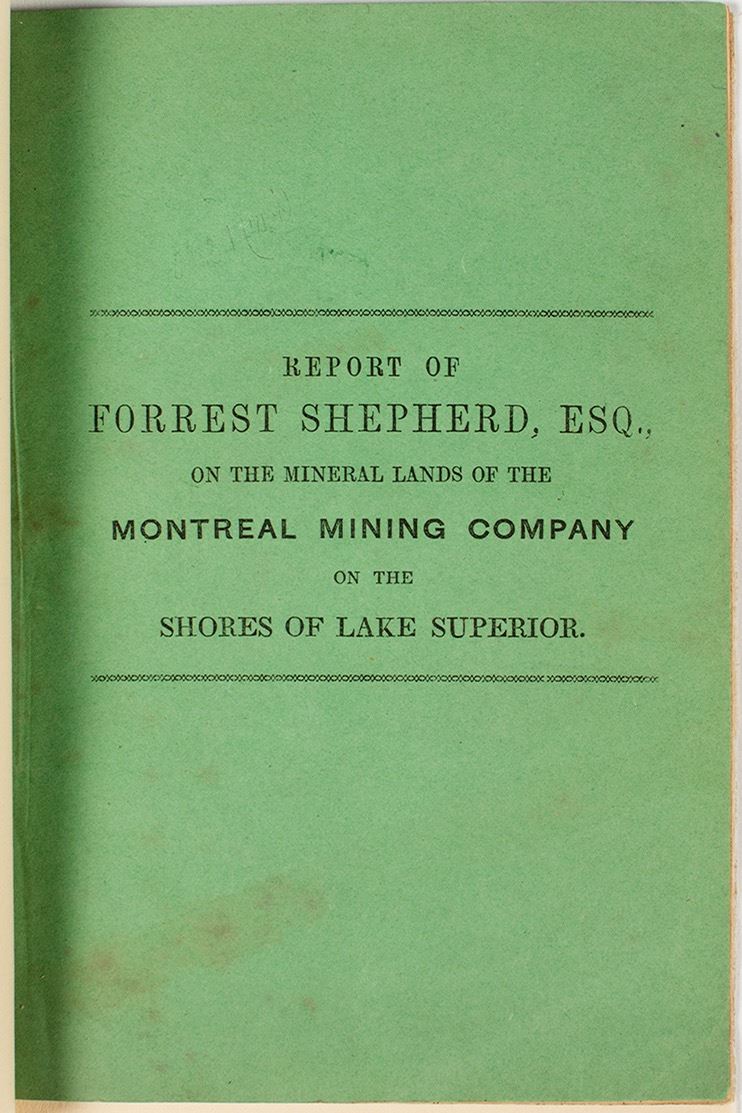 REPORT OF
FORREST SHEPHERD, ESQ.,
ON THE MINERAL LANDS OF THE
MONTREAL MINING COMPANY
ON THE
SHORES OF LAKE SUPERIOR.